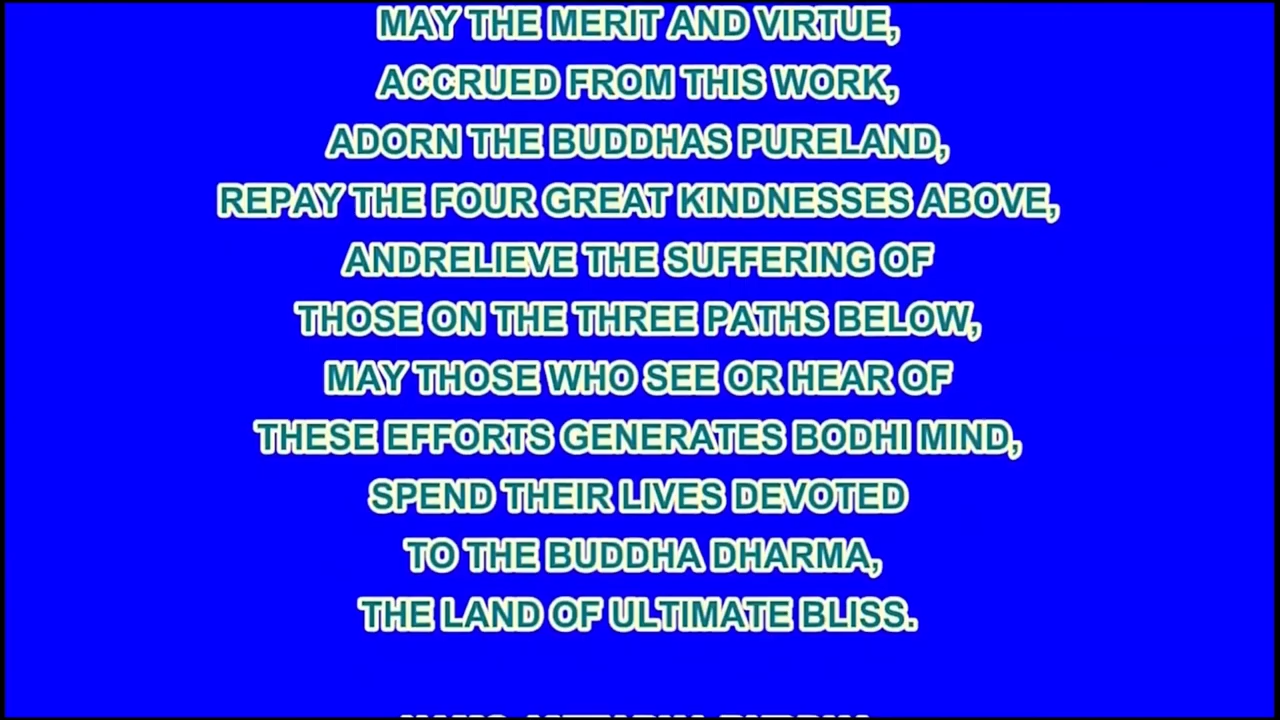 MAY THE MERIT AND VIRTUE,
ACCRUED FROM THIS WORK,
ADORN THE BUDDHAS PURELAND,
REPAY THE FOUR GREAT KINDNESSES ABOVE,
ANDRELIEVE THE SUFFERING OF
THOSE ON THE THREE PATHS BELOW,
MAY THOSE WHO SEE OR HEAR OF
THESE EFFORTS GENERATES BODHI MIND,
SPEND THEIR LIVES DEVOTED
TO THE BUDDHA DHARMA,
THE LAND OF ULTIMATE BLISS.